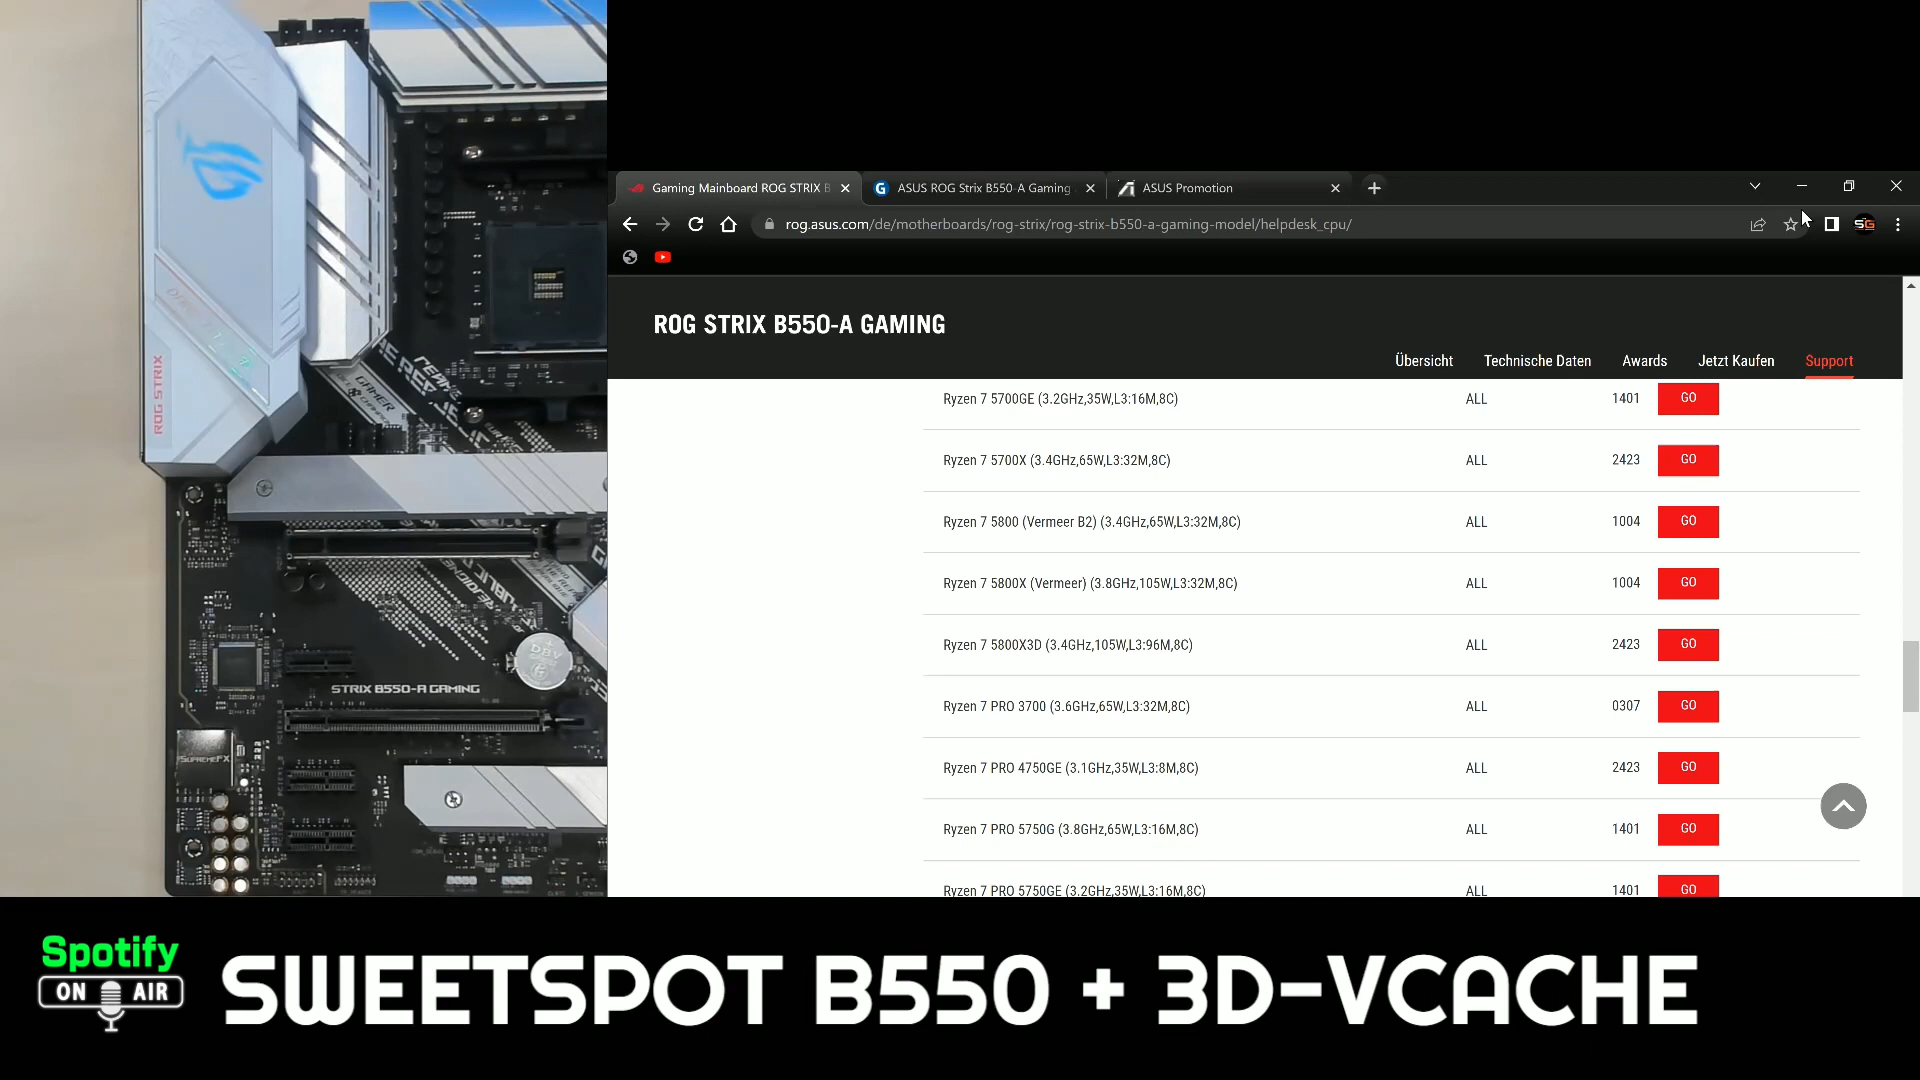 ROG STRIX
GAMER
STRIX B550-A GAMING
SUPREMEFX
DBV
Gaming Mainboard ROG STRIX B
ASUS ROG Strix B550-A Gaming
ASUS Promotion
rog.asus.com/de/motherboards/rog-strix/rog-strix-b550-a-gaming-model/helpdesk_cpu/
SG
ROG STRIX B550-A GAMING
Übersicht Technische Daten Awards Jetzt Kaufen Support
Ryzen 7 5700GE (3.2GHz,35W,L3:16M,8C) ALL 1401 GO
Ryzen 7 5700X (3.4GHz,65W,L3:32M,8C) ALL 2423 GO
Ryzen 7 5800 (Vermeer B2) (3.4GHz,65W,L3:32M,8C) ALL 1004 GO
Ryzen 7 5800X (Vermeer) (3.8GHz,105W,L3:32M,8C) ALL 1004 GO
Ryzen 7 5800X3D (3.4GHz,105W,L3:96M,8C) ALL 2423 GO
Ryzen 7 PRO 3700 (3.6GHz,65W,L3:32M,8C) ALL 0307 GO
Ryzen 7 PRO 4750GE (3.1GHz,35W,L3:8M,8C) ALL 2423 GO
Ryzen 7 PRO 5750G (3.8GHz,65W,L3:16M,8C) ALL 1401 GO
Ryzen 7 PRO 5750GE (3.2GHz,35W,L3:16M,8C) ALL 1401 GO
Spotify
ON AIR
SWEETSPOT B550 + 3D-VCACHE